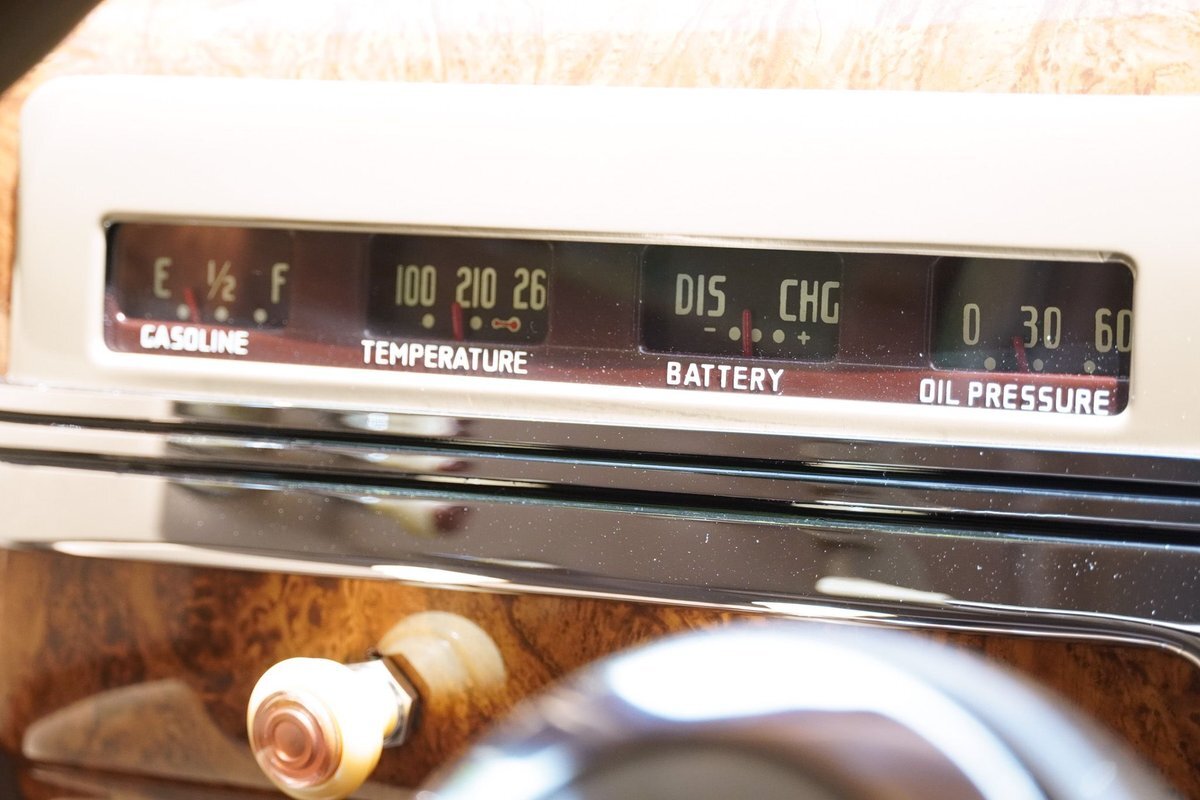 E ½ F
GASOLINE
100 210 26
TEMPERATURE
DIS CHG
- +
BATTERY
0 30 60
OIL PRESSURE